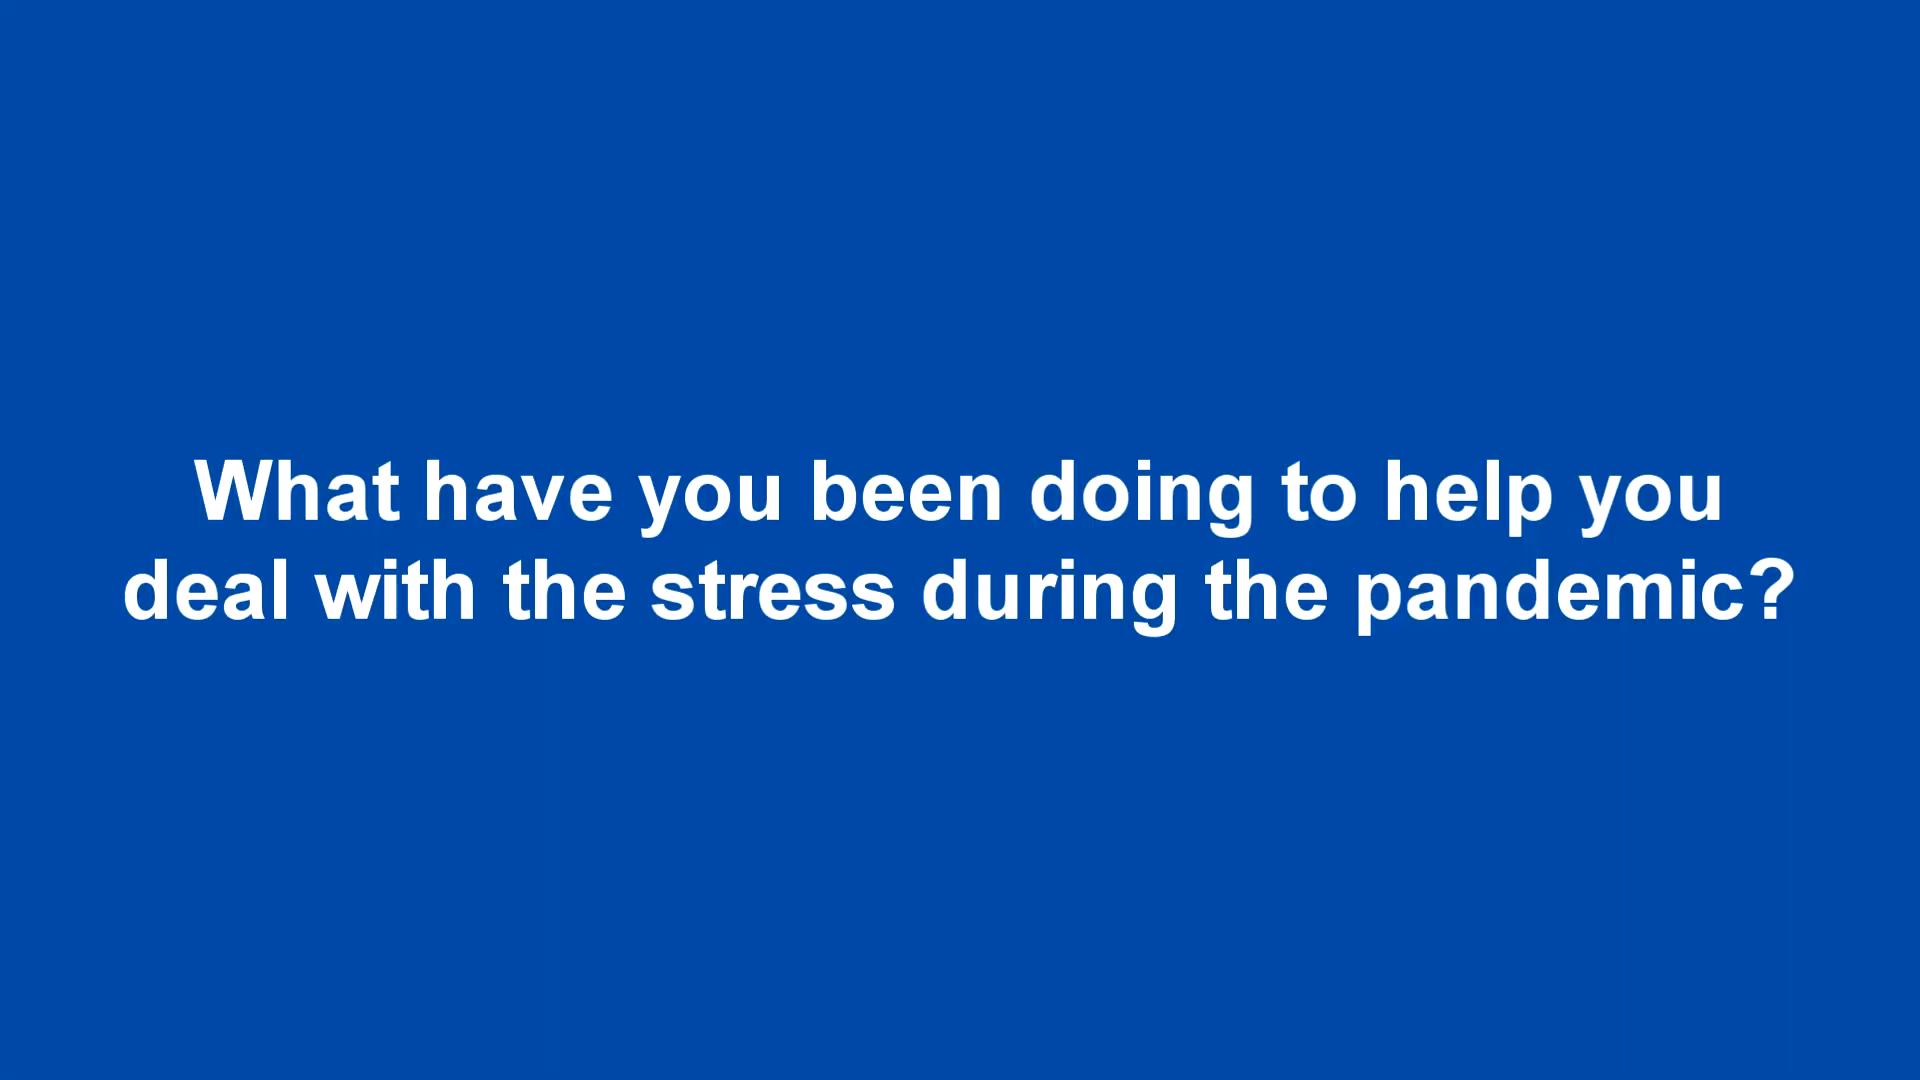 What have you been doing to help you
deal with the stress during the pandemic?